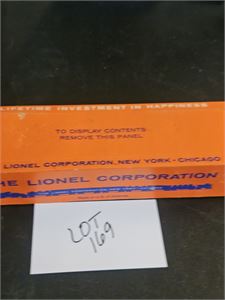 LIFETIME INVESTMENT IN HAPPINESS
TO DISPLAY CONTENTS
REMOVE THIS PANEL
LIONEL CORPORATION, NEW YORK - CHICAGO
HE LIONEL CORPORATION
LOT
169